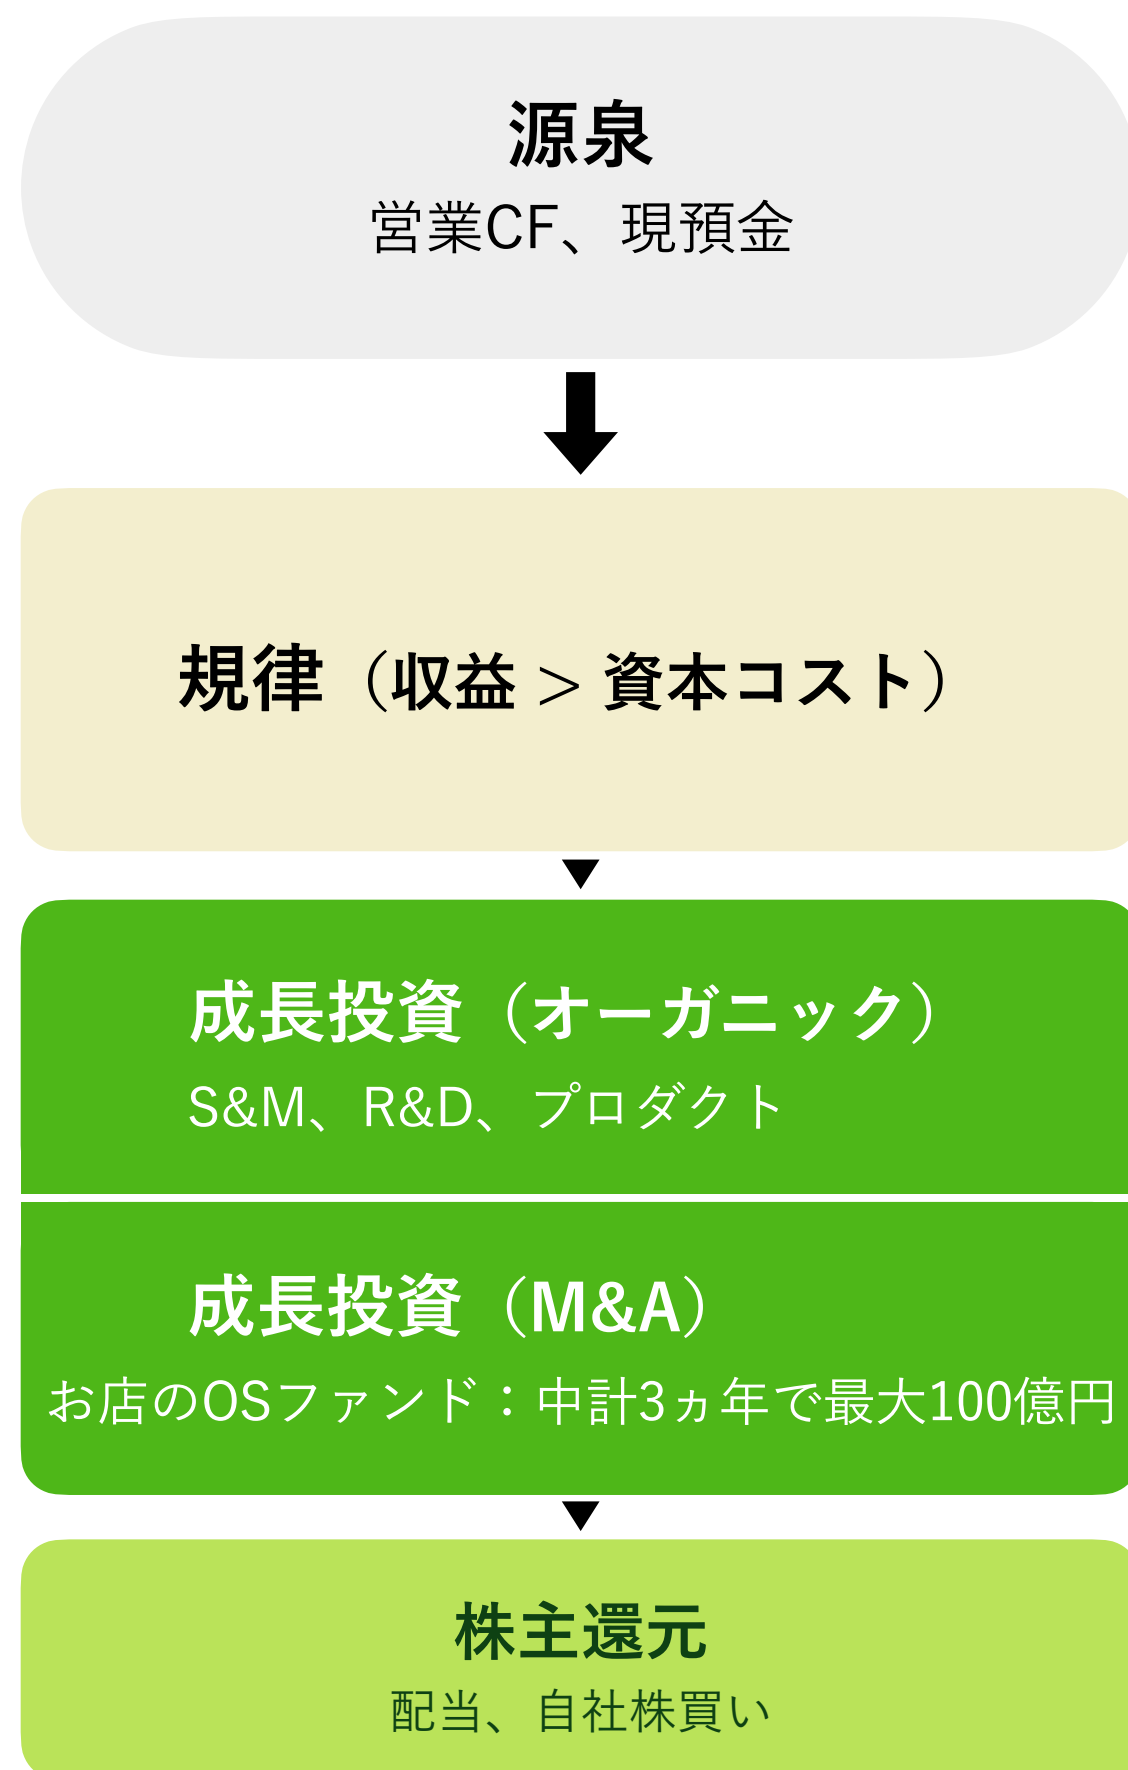 源泉
営業CF、現預金
規律（収益 > 資本コスト）
成長投資（オーガニック）
S&M、R&D、プロダクト
成長投資（M&A）
お店のOSファンド：中計3ヵ年で最大100億円
株主還元
配当、自社株買い